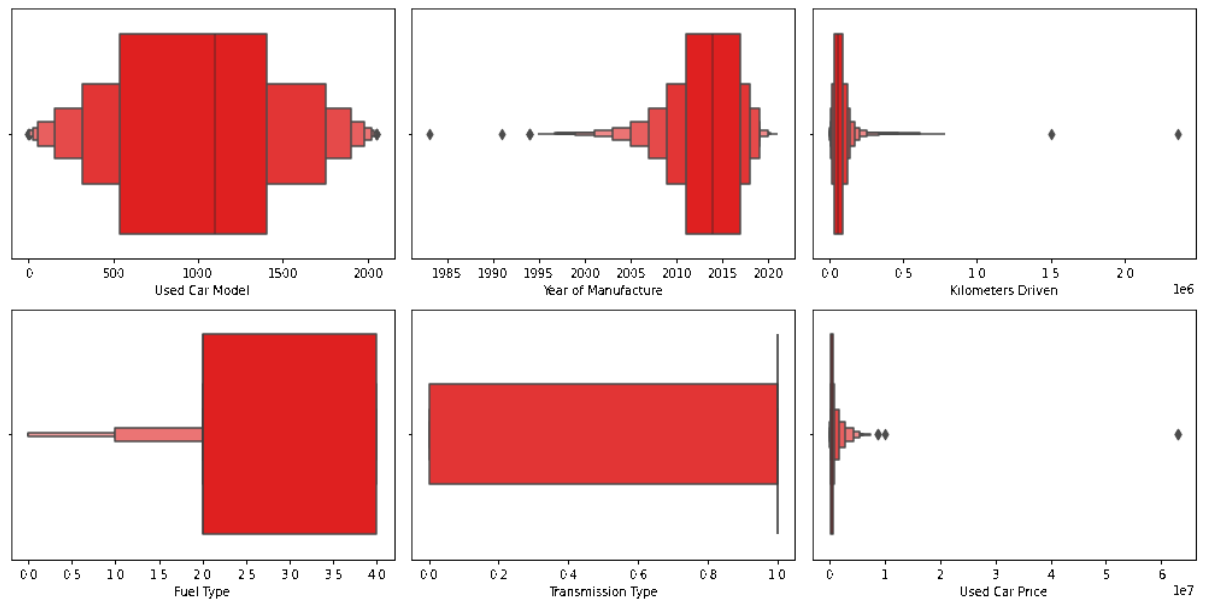 0 500 1000 1500 2000
Used Car Model
1985 1990 1995 2000 2005 2010 2015 2020
Year of Manufacture
0.0 0.5 1.0 1.5 2.0
Kilometers Driven 1e6
0.0 0.5 1.0 1.5 2.0 2.5 3.0 3.5 4.0
Fuel Type
0.0 0.2 0.4 0.6 0.8 1.0
Transmission Type
0 1 2 3 4 5 6
Used Car Price 1e7